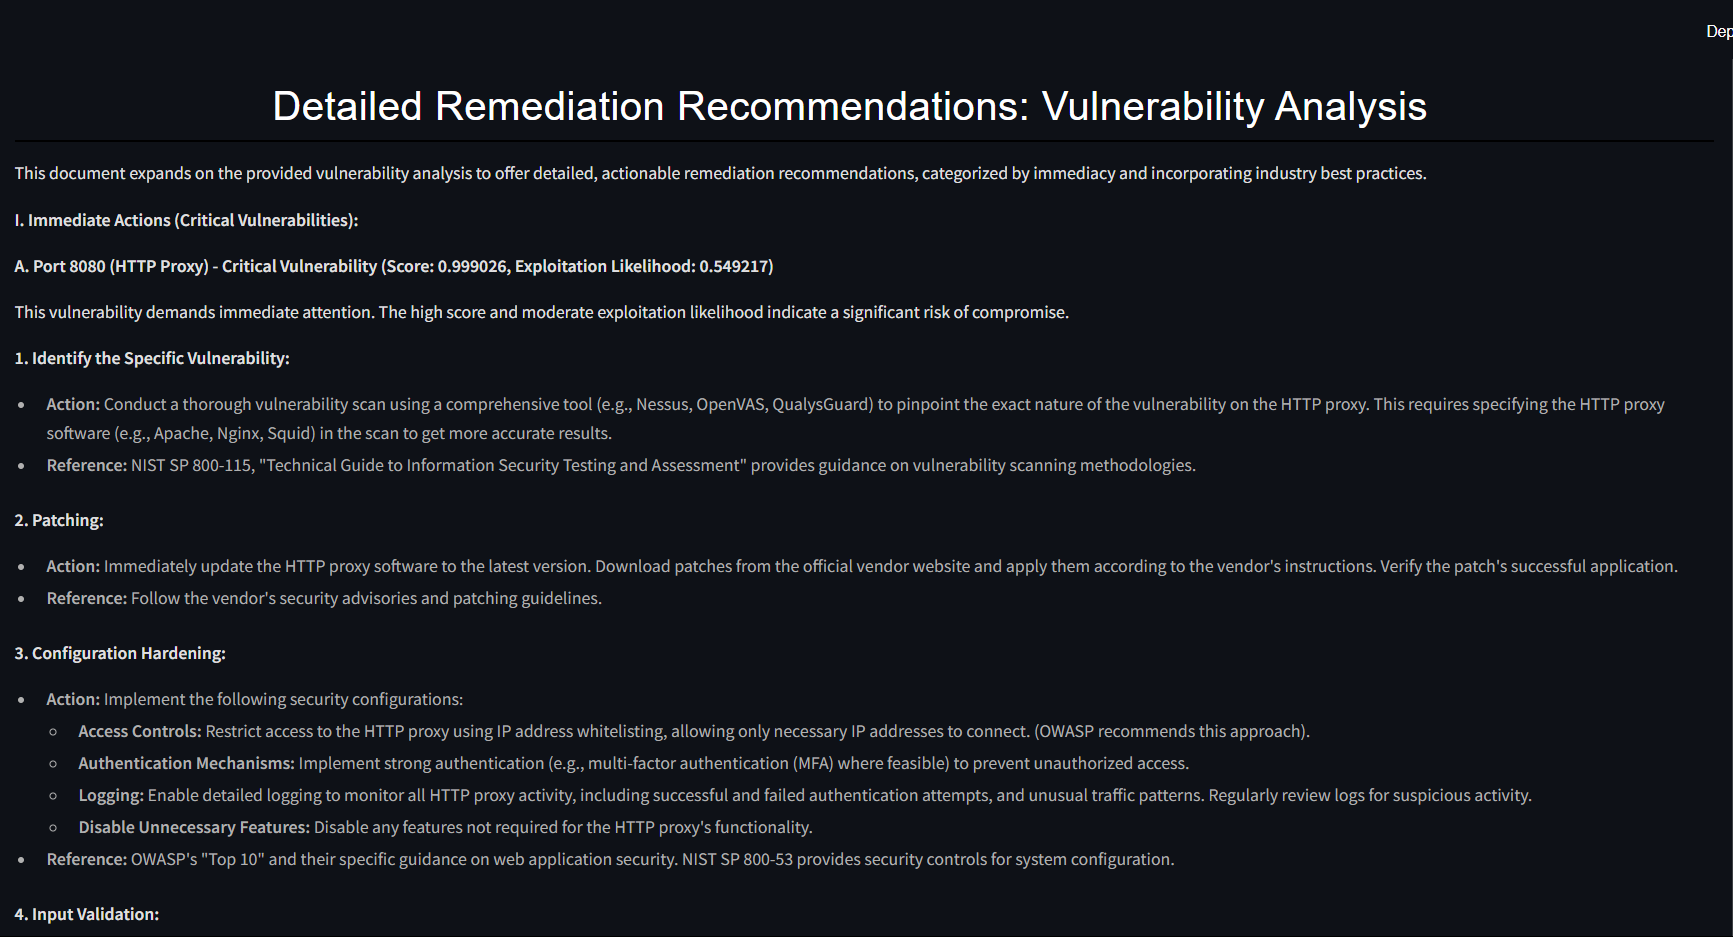 Dep
Detailed Remediation Recommendations: Vulnerability Analysis
This document expands on the provided vulnerability analysis to offer detailed, actionable remediation recommendations, categorized by immediacy and incorporating industry best practices.
I. Immediate Actions (Critical Vulnerabilities):
A. Port 8080 (HTTP Proxy) - Critical Vulnerability (Score: 0.999026, Exploitation Likelihood: 0.549217)
This vulnerability demands immediate attention. The high score and moderate exploitation likelihood indicate a significant risk of compromise.
1. Identify the Specific Vulnerability:
• Action: Conduct a thorough vulnerability scan using a comprehensive tool (e.g., Nessus, OpenVAS, QualysGuard) to pinpoint the exact nature of the vulnerability on the HTTP proxy. This requires specifying the HTTP proxy
software (e.g., Apache, Nginx, Squid) in the scan to get more accurate results.
• Reference: NIST SP 800-115, "Technical Guide to Information Security Testing and Assessment" provides guidance on vulnerability scanning methodologies.
2. Patching:
• Action: Immediately update the HTTP proxy software to the latest version. Download patches from the official vendor website and apply them according to the vendor's instructions. Verify the patch's successful application.
• Reference: Follow the vendor's security advisories and patching guidelines.
3. Configuration Hardening:
• Action: Implement the following security configurations:
◦ Access Controls: Restrict access to the HTTP proxy using IP address whitelisting, allowing only necessary IP addresses to connect. (OWASP recommends this approach).
◦ Authentication Mechanisms: Implement strong authentication (e.g., multi-factor authentication (MFA) where feasible) to prevent unauthorized access.
◦ Logging: Enable detailed logging to monitor all HTTP proxy activity, including successful and failed authentication attempts, and unusual traffic patterns. Regularly review logs for suspicious activity.
◦ Disable Unnecessary Features: Disable any features not required for the HTTP proxy's functionality.
• Reference: OWASP's "Top 10" and their specific guidance on web application security. NIST SP 800-53 provides security controls for system configuration.
4. Input Validation: